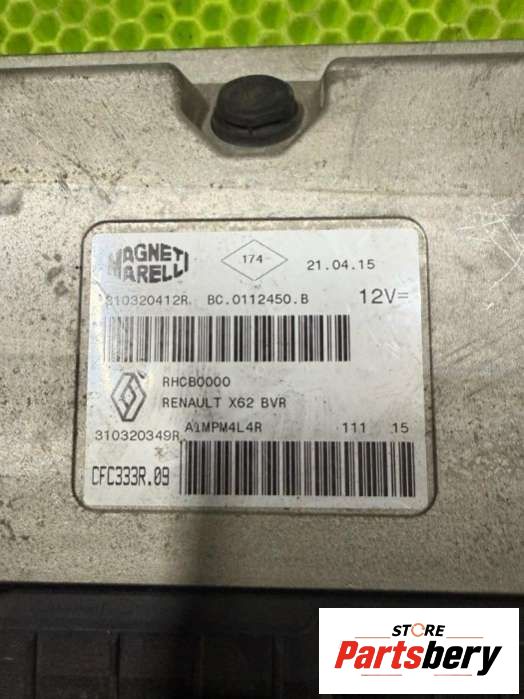 MAGNETI
MARELLI
174
21.04.15
310320412R
BC.0112450.B
12V=
RHCB0000
RENAULT X62 BVR
310320349R
A1MPM4L4R
111 15
CFC333R.09
STORE
Partsbery